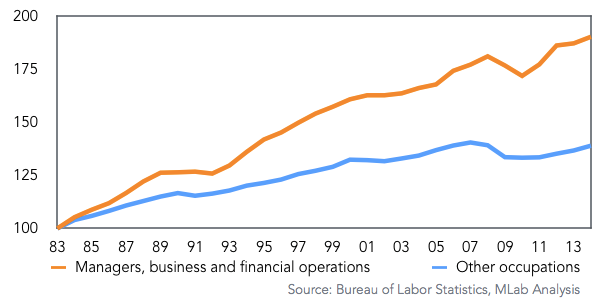 200
175
150
125
100
83 85 87 89 91 93 95 97 99 01 03 05 07 09 11 13
Managers, business and financial operations Other occupations
Source: Bureau of Labor Statistics, MLab Analysis